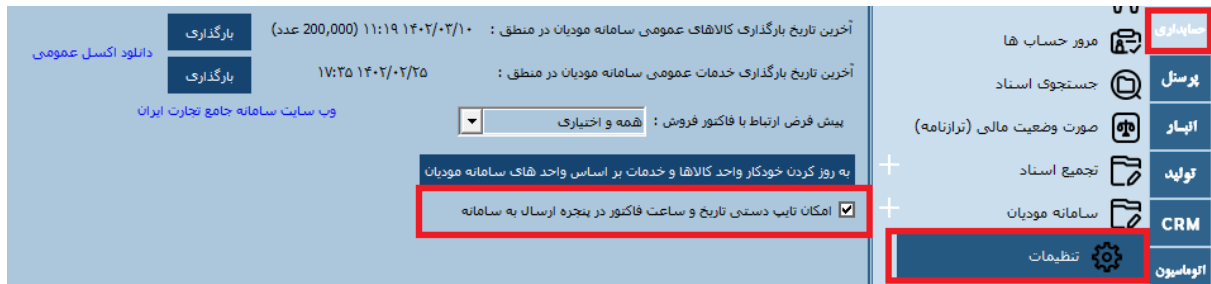 حسابداری
پرسنل
انبار
تولید
CRM
اتوماسیون
مرور حساب ها
جستجوی اسناد
صورت وضعیت مالی (ترازنامه)
تجمیع اسناد
سامانه مودیان
تنظیمات
آخرین تاریخ بارگذاری کالاهای عمومی سامانه مودیان در منطق : ۱۴۰۲/۰۳/۱۰ ۱۱:۱۹ (200,000 عدد) بارگذاری
دانلود اکسل عمومی
آخرین تاریخ بارگذاری خدمات عمومی سامانه مودیان در منطق : ۱۴۰۲/۰۲/۲۵ ۱۷:۳۵ بارگذاری
وب سایت سامانه جامع تجارت ایران
پیش فرض ارتباط با فاکتور فروش : همه و اختیاری
به روز کردن خودکار واحد کالاها و خدمات بر اساس واحد های سامانه مودیان
امکان تایپ دستی تاریخ و ساعت فاکتور در پنجره ارسال به سامانه